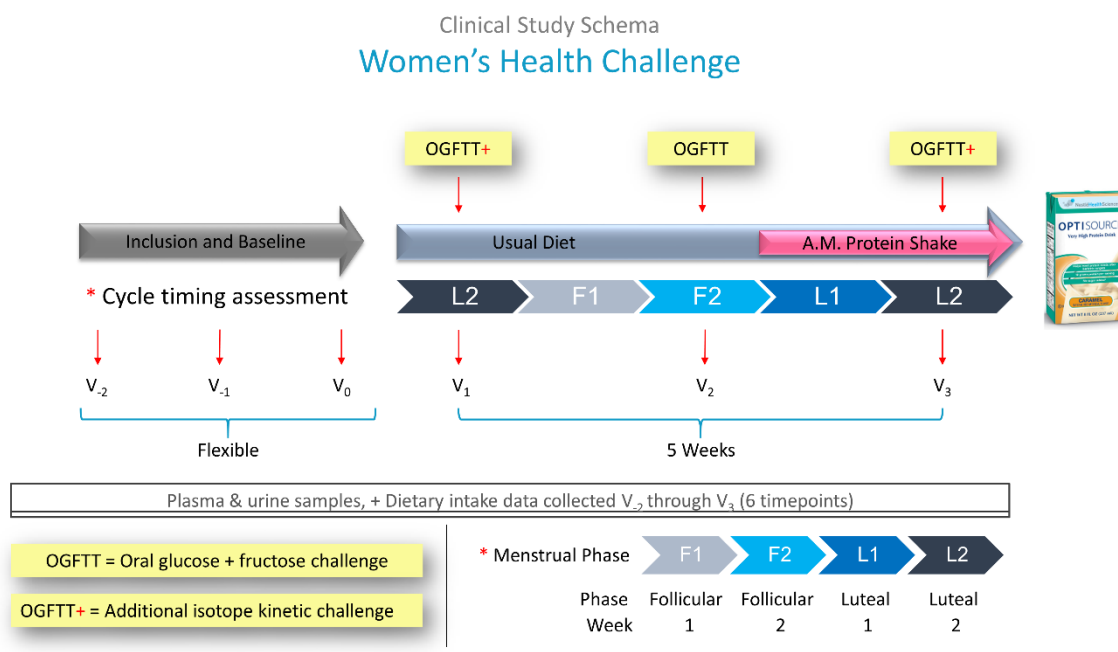 Clinical Study Schema
Women's Health Challenge
OGFTT+
OGFTT
OGFTT+
Inclusion and Baseline
Usual Diet
A.M. Protein Shake
* Cycle timing assessment
L2
F1
F2
L1
L2
V-2
V-1
V0
V1
V2
V3
Flexible
5 Weeks
OPTISOURCE
Very High Protein Drink
CARAMEL
Plasma & urine samples, + Dietary intake data collected V-2 through V3 (6 timepoints)
OGFTT = Oral glucose + fructose challenge
OGFTT+ = Additional isotope kinetic challenge
* Menstrual Phase
F1
F2
L1
L2
Phase Follicular Follicular Luteal Luteal
Week 1 2 1 2